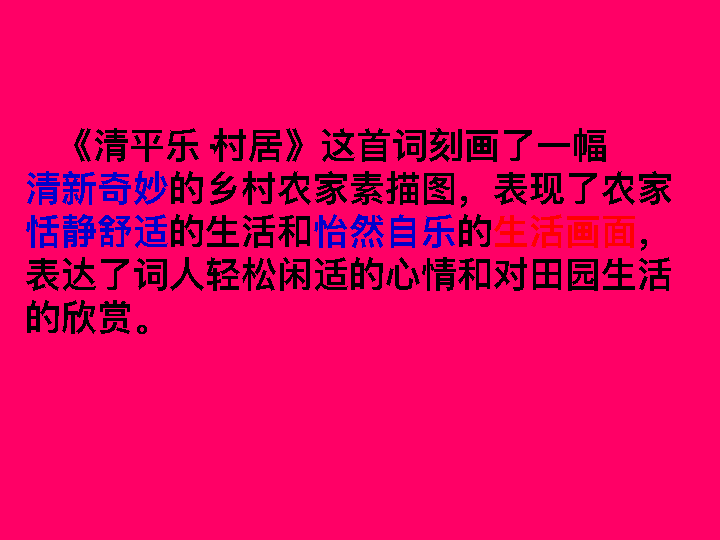 《清平乐·村居》这首词刻画了一幅
清新奇妙的乡村农家素描图，表现了农家
恬静舒适的生活和怡然自乐的生活画面，
表达了词人轻松闲适的心情和对田园生活
的欣赏。